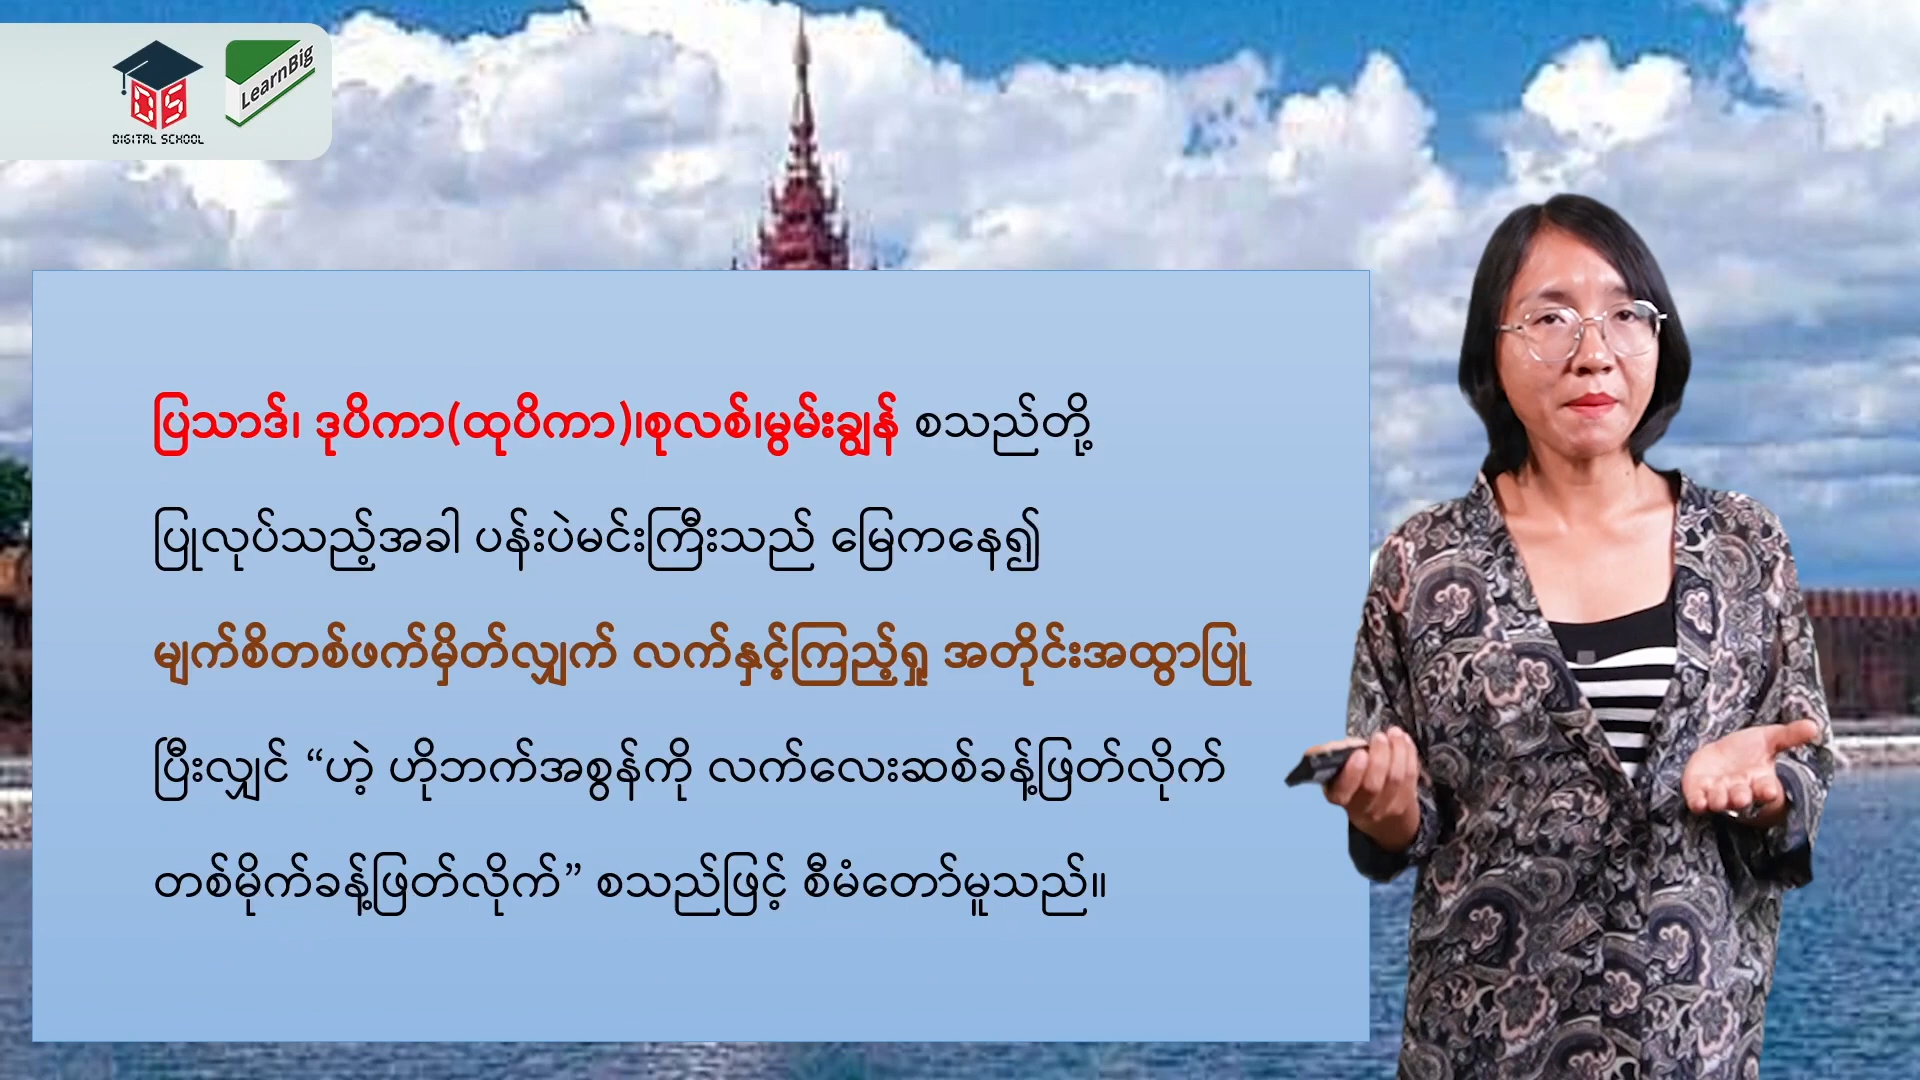 DS
DIGITAL SCHOOL
LearnBig
ပြသာဒ်၊ ဒုပိကာ(ထုပိကာ)၊စုလစ်၊မွမ်းချွန် စသည်တို့
ပြုလုပ်သည့်အခါ ပန်းပဲမင်းကြီးသည် မြေကနေ၍
မျက်စိတစ်ဖက်မှိတ်လျှက် လက်နှင့်ကြည့်ရှု အတိုင်းအထွာပြု
ပြီးလျှင် “ဟဲ့ ဟိုဘက်အစွန်ကို လက်လေးဆစ်ခန့်ဖြတ်လိုက်
တစ်မိုက်ခန့်ဖြတ်လိုက်” စသည်ဖြင့် စီမံတော်မူသည်။